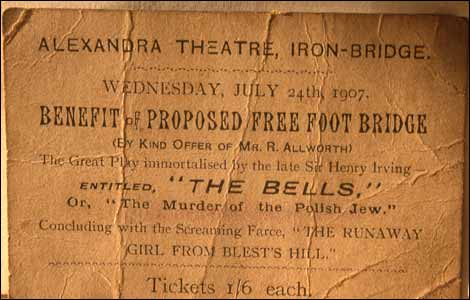 ALEXANDRA THEATRE, IRON-BRIDGE.
WEDNESDAY, JULY 24th, 1907.
BENEFIT of PROPOSED FREE FOOT BRIDGE
(BY KIND OFFER OF MR. R. ALLWORTH)
The Great Play immortalised by the late Sir Henry Irving—
ENTITLED, "THE BELLS,"
Or, "The Murder of the Polish Jew."
Concluding with the Screaming Farce, "THE RUNAWAY
GIRL FROM BLEST'S HILL."
Tickets 1/6 each.